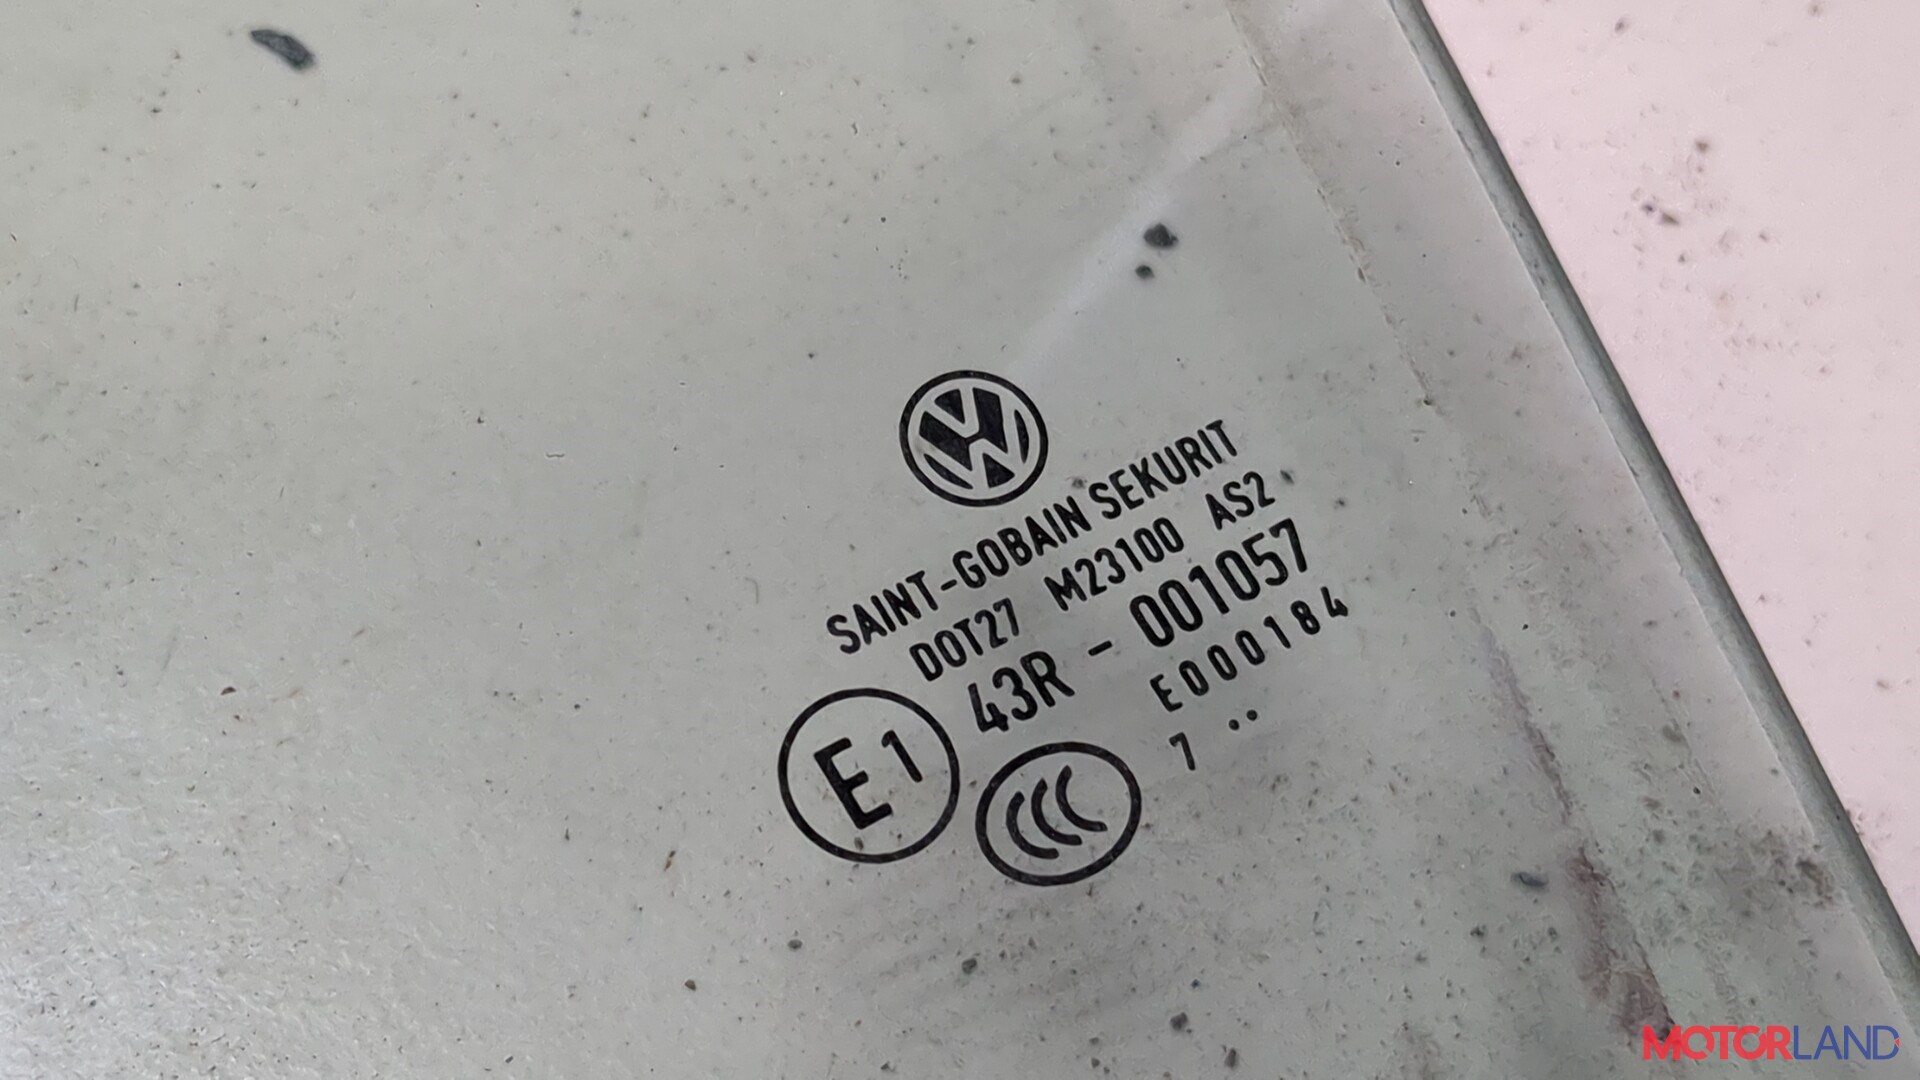 SAINT-GOBAIN SEKURIT
DOT27 M23100 AS2
43R - 001057
E000184
E1
7 ..
MOTORLAND